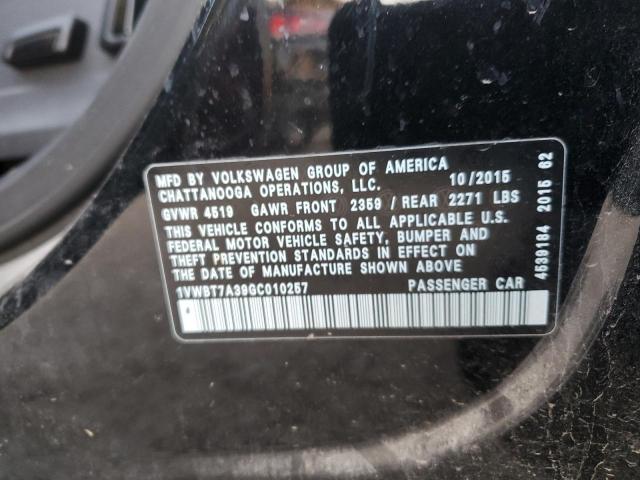 MFD BY VOLKSWAGEN GROUP OF AMERICA
CHATTANOOGA OPERATIONS, LLC. 10/2015
GVWR 4519 GAWR FRONT 2359 / REAR 2271 LBS
THIS VEHICLE CONFORMS TO ALL APPLICABLE U.S.
FEDERAL MOTOR VEHICLE SAFETY, BUMPER AND
THEFT PREVENTION STANDARDS IN EFFECT ON
THE DATE OF MANUFACTURE SHOWN ABOVE
1VWBT7A39GC010257 PASSENGER CAR
4539184 2015 62